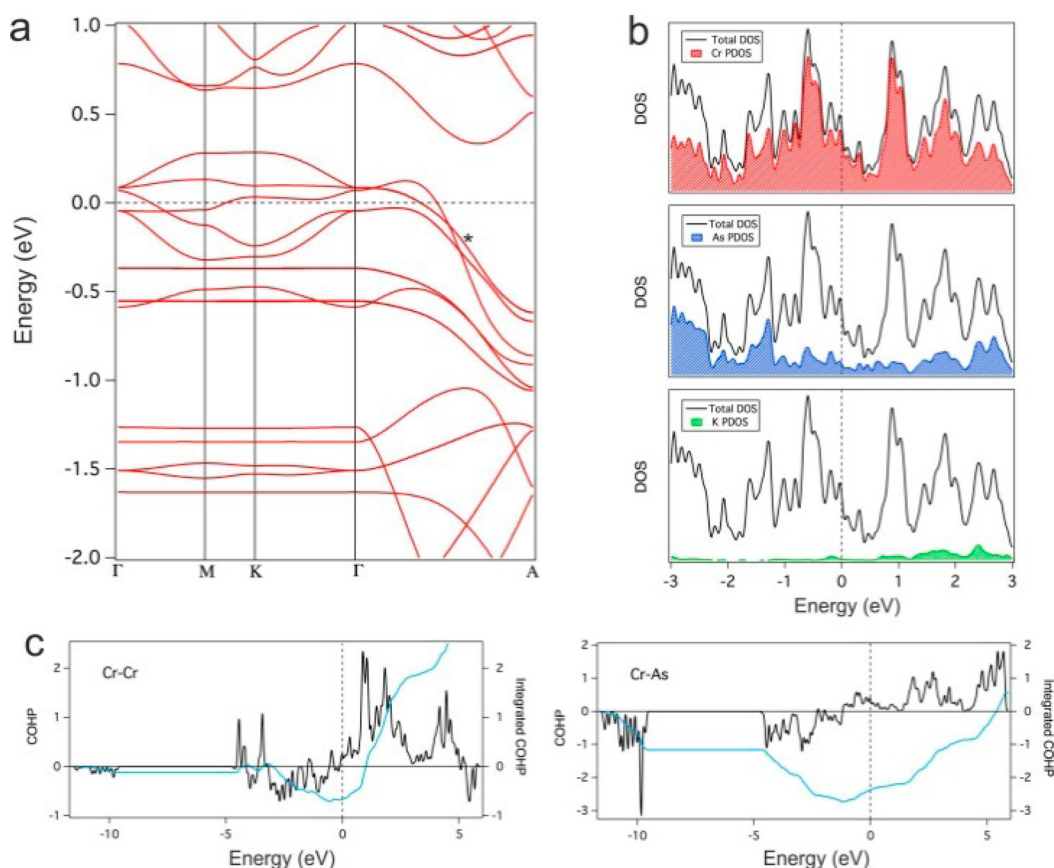 a
1.0
0.5
0.0
-0.5
-1.0
-1.5
-2.0
Energy (eV)
*
Γ M K Γ A
b
Total DOS
Cr PDOS
DOS
Total DOS
As PDOS
DOS
Total DOS
K PDOS
DOS
-3 -2 -1 0 1 2 3
Energy (eV)
c
Cr-Cr
2
1
0
-1
COHP
2
1
0
-1
Integrated COHP
-10 -5 0 5
Energy (eV)
Cr-As
2
1
0
-1
-2
-3
COHP
2
1
0
-1
-2
-3
Integrated COHP
-10 -5 0 5
Energy (eV)